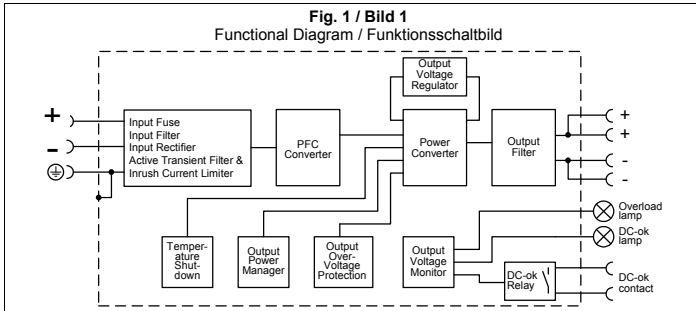 Fig. 1 / Bild 1
Functional Diagram / Funktionsschaltbild
Output
Voltage
Regulator
+
-
Input Fuse
Input Filter
Input Rectifier
Active Transient Filter &
Inrush Current Limiter
PFC
Converter
Power
Converter
Output
Filter
+
+
-
-
Temper-
ature
Shut-
down
Output
Power
Manager
Output
Over-
Voltage
Protection
Output
Voltage
Monitor
DC-ok
Relay
Overload
lamp
DC-ok
lamp
DC-ok
contact